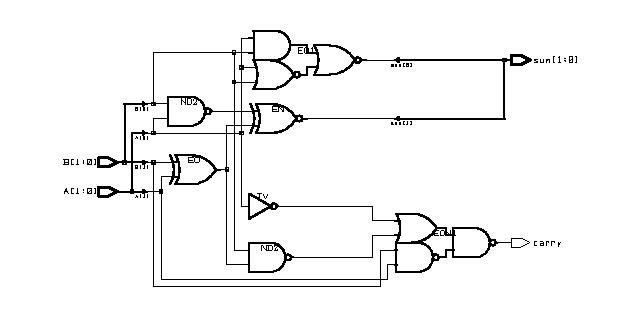 EO1
sum[1:0]
sum[0]
ND2
B[0]
EN
sum[1]
A[0]
B[1:0]
B[1]
EO
A[1:0]
A[1]
IV
ND2
EON1
carry